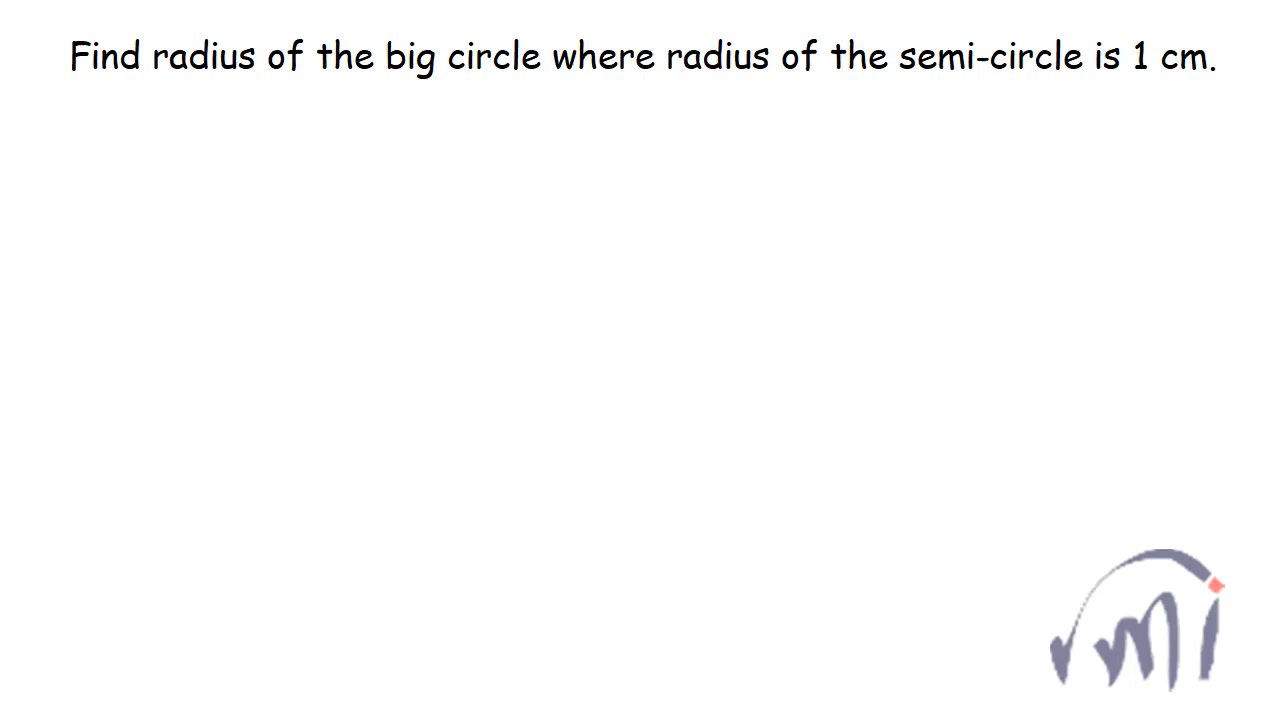 Find radius of the big circle where radius of the semi-circle is 1 cm.